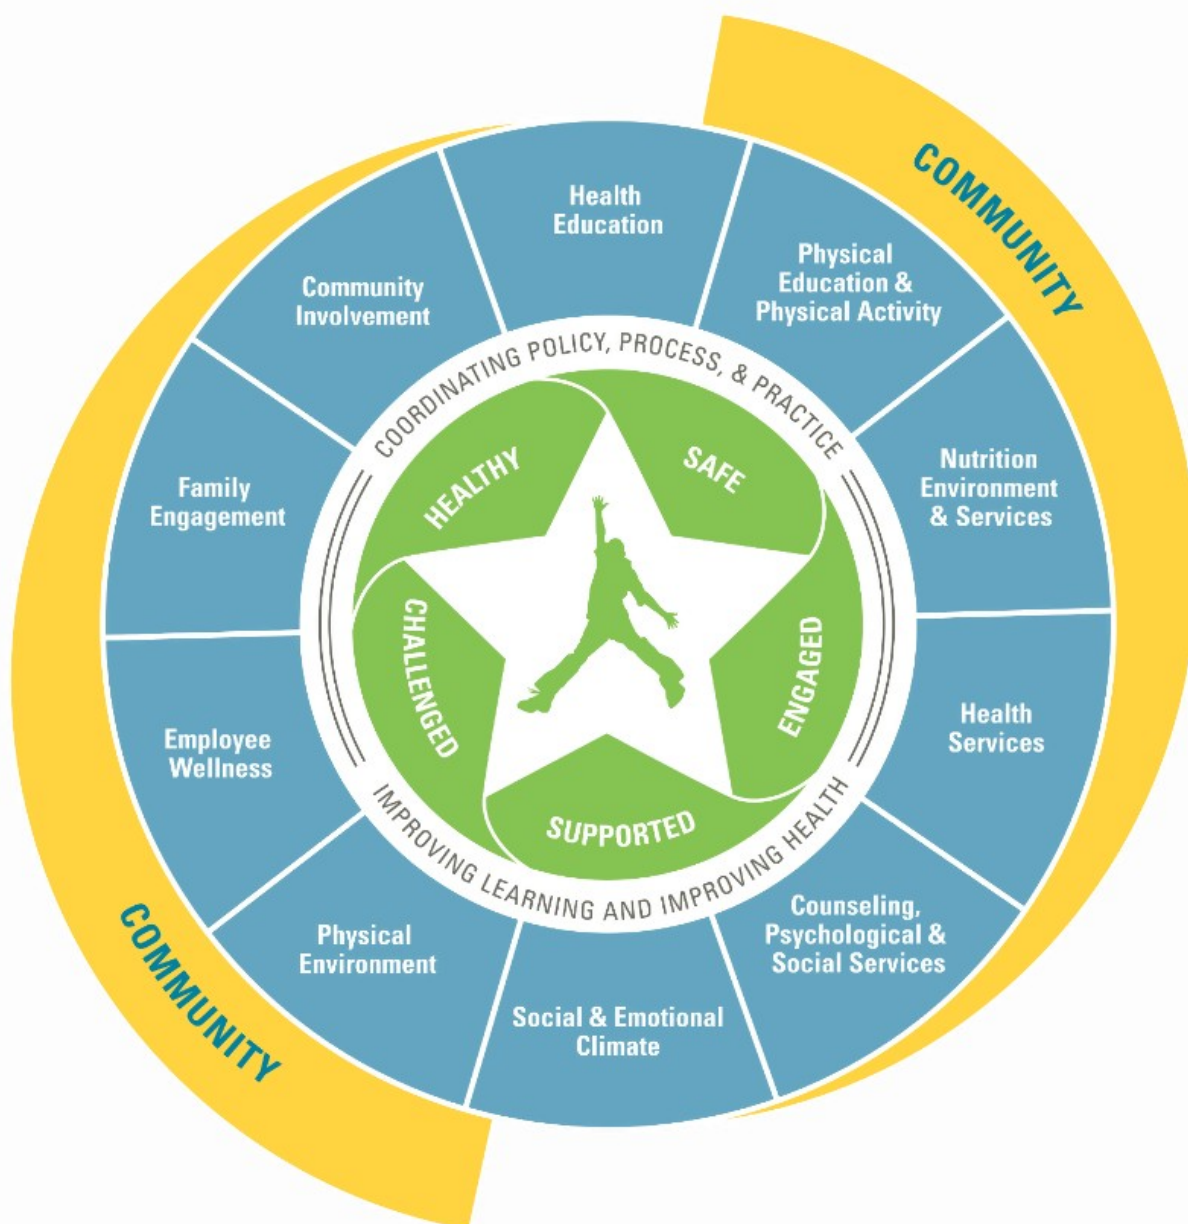 COMMUNITY
Health
Education
Physical
Education &
Physical Activity
Nutrition
Environment
& Services
Health
Services
Counseling,
Psychological &
Social Services
Social & Emotional
Climate
Physical
Environment
Employee
Wellness
Family
Engagement
Community
Involvement
COORDINATING POLICY, PROCESS, & PRACTICE
IMPROVING LEARNING AND IMPROVING HEALTH
HEALTHY
SAFE
ENGAGED
SUPPORTED
CHALLENGED
COMMUNITY